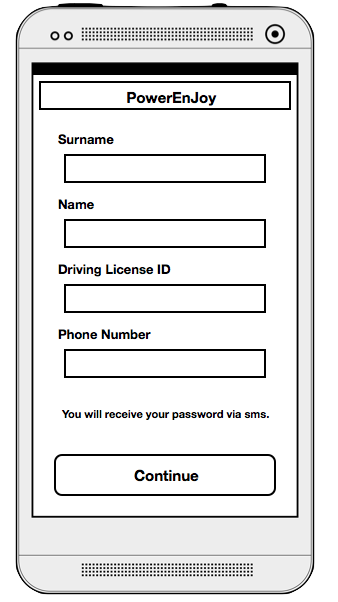 PowerEnJoy
Surname
Name
Driving License ID
Phone Number
You will receive your password via sms.
Continue